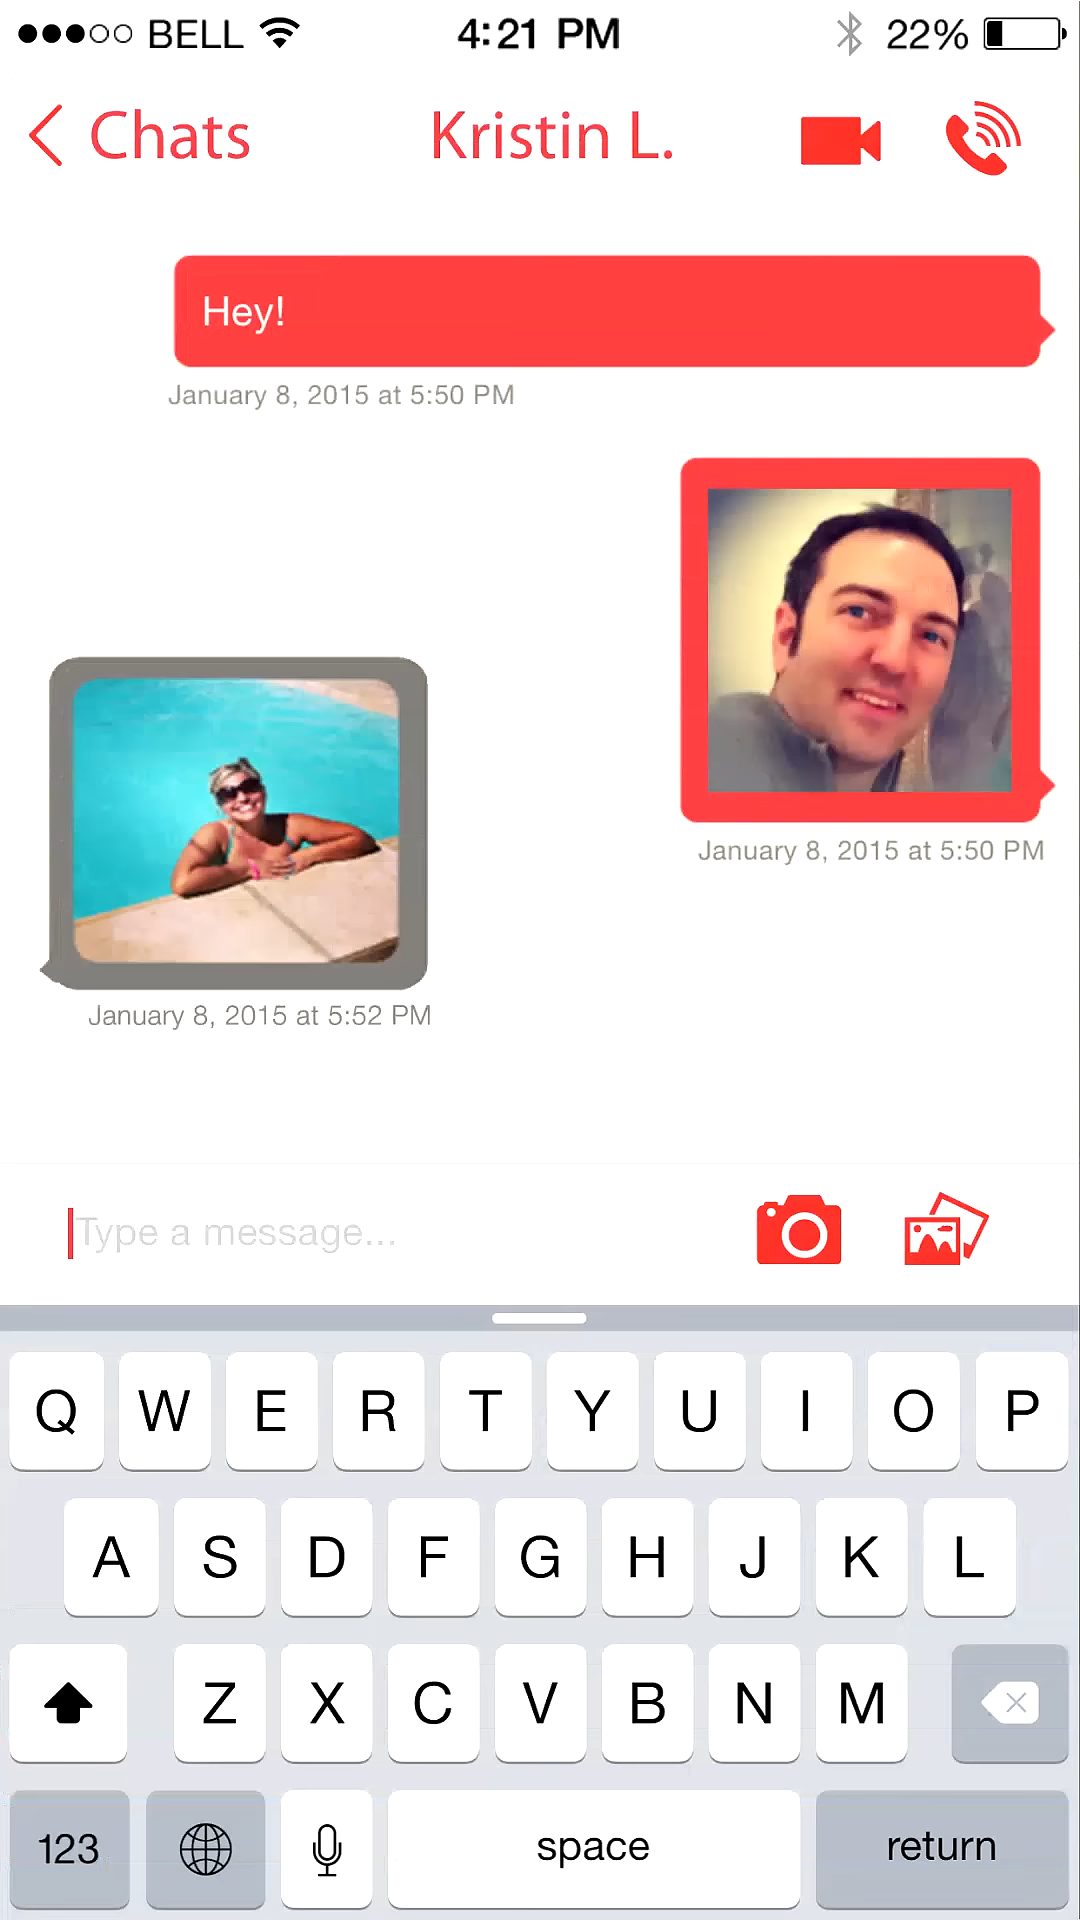 BELL 4:21 PM 22%
Chats Kristin L.
Hey!
January 8, 2015 at 5:50 PM
January 8, 2015 at 5:50 PM
January 8, 2015 at 5:52 PM
Type a message...
Q W E R T Y U I O P
A S D F G H J K L
Z X C V B N M
123 space return